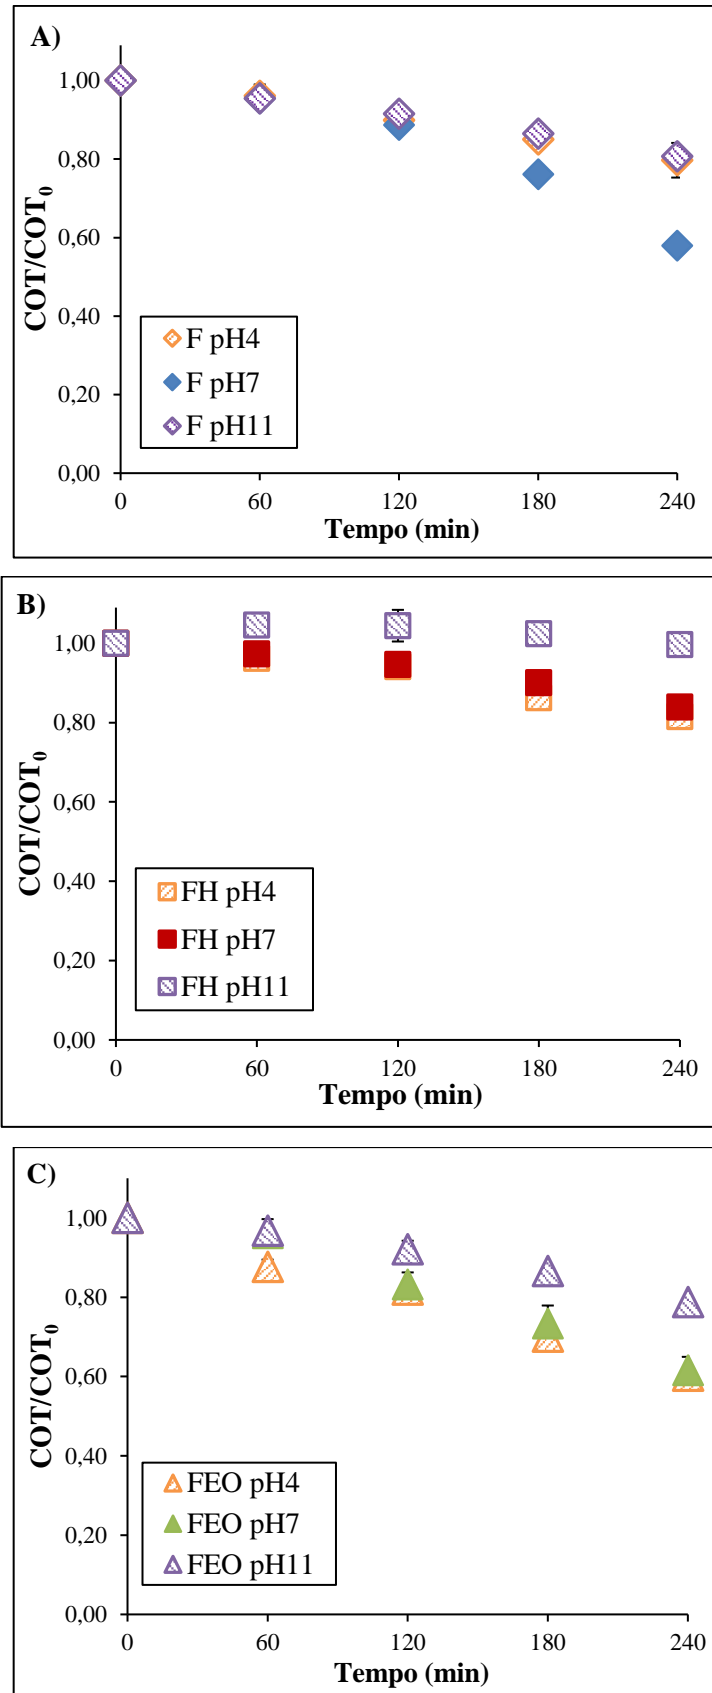 A)
1,00
0,80
0,60
0,40
0,20
0,00
COT/COT0
F pH4
F pH7
F pH11
0 60 120 180 240
Tempo (min)
B)
1,00
0,80
0,60
0,40
0,20
0,00
COT/COT0
FH pH4
FH pH7
FH pH11
0 60 120 180 240
Tempo (min)
C)
1,00
0,80
0,60
0,40
0,20
0,00
COT/COT0
FEO pH4
FEO pH7
FEO pH11
0 60 120 180 240
Tempo (min)